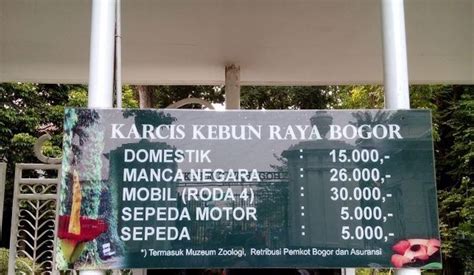 KARCIS KEBUN RAYA BOGOR
DOMESTIK : 15.000,-
MANCA NEGARA : 26.000,-
MOBIL (RODA 4) : 30.000,-
SEPEDA MOTOR : 5.000,-
SEPEDA : 5.000,-
*) Termasuk Muzeum Zoologi, Retribusi Pemkot Bogor dan Asuransi